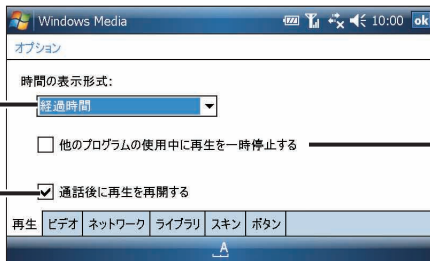 Windows Media 10:00 ok
オプション
時間の表示形式:
経過時間
他のプログラムの使用中に再生を一時停止する
通話後に再生を再開する
再生 ビデオ ネットワーク ライブラリ スキン ボタン
A